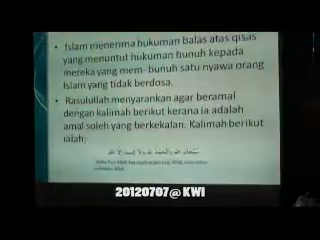 • Islam menerima hukuman balas atas qisas
yang menuntut hukuman bunuh kepada
mereka yang mem- bunuh satu nyawa orang
Islam yang tidak berdosa.
• Rasulullah menyarankan agar beramal
dengan kalimah berikut kerana ia adalah
amal soleh yang berkekalan. Kalimah berikut
ialah;
20120707@ KWI